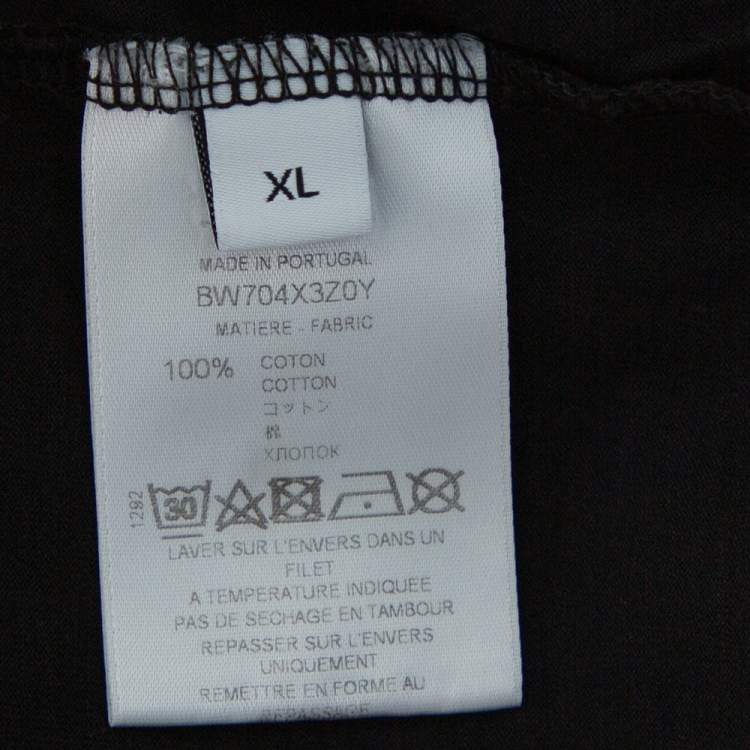 XL
MADE IN PORTUGAL
BW704X3Z0Y
MATIERE - FABRIC
100% COTON
COTTON
コットン
棉
ХЛОПОК
1292
30
LAVER SUR L'ENVERS DANS UN
FILET
A TEMPERATURE INDIQUEE
PAS DE SECHAGE EN TAMBOUR
REPASSER SUR L'ENVERS
UNIQUEMENT
REMETTRE EN FORME AU
REPASSAGE